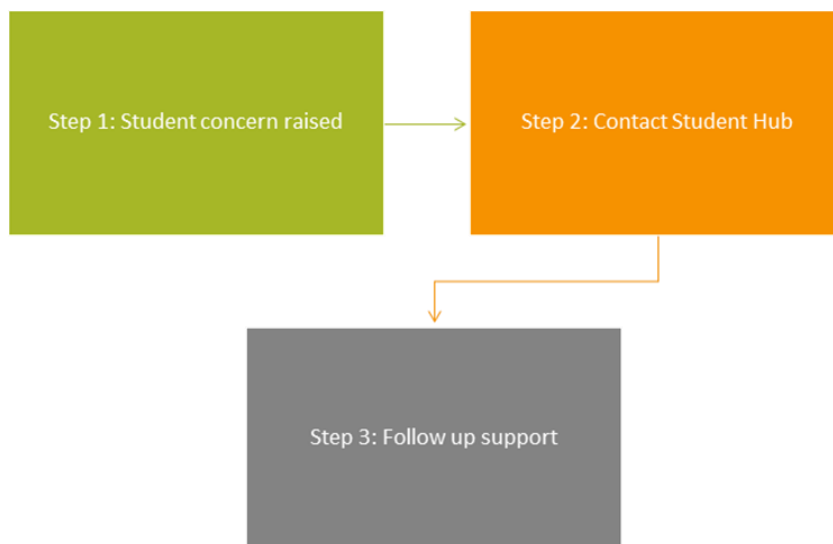 Step 1: Student concern raised
Step 2: Contact Student Hub
Step 3: Follow up support